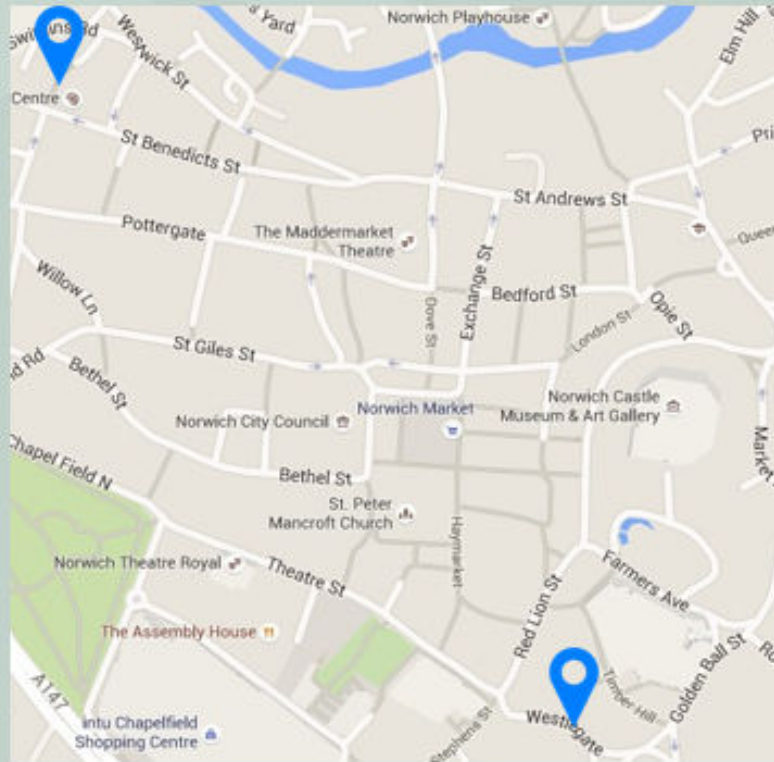 a Yard
Norwich Playhouse
Elm Hill
Westwick St
Centre
St Benedicts St
St Andrews St
Pottergate
The Maddermarket
Theatre
Willow Ln
Exchange St
Bedford St
Opie St
Dove St
London St
St Giles St
Bethel St
Norwich Castle
Museum & Art Gallery
Norwich Market
Norwich City Council
Chapel Field N
Bethel St
St. Peter
Mancroft Church
Haymarket
Norwich Theatre Royal
Theatre St
Farmers Ave
Red Lion St
The Assembly House
Golden Ball St
Timber Hill
A147
intu Chapelfield
Shopping Centre
Stephens St
Westlegate